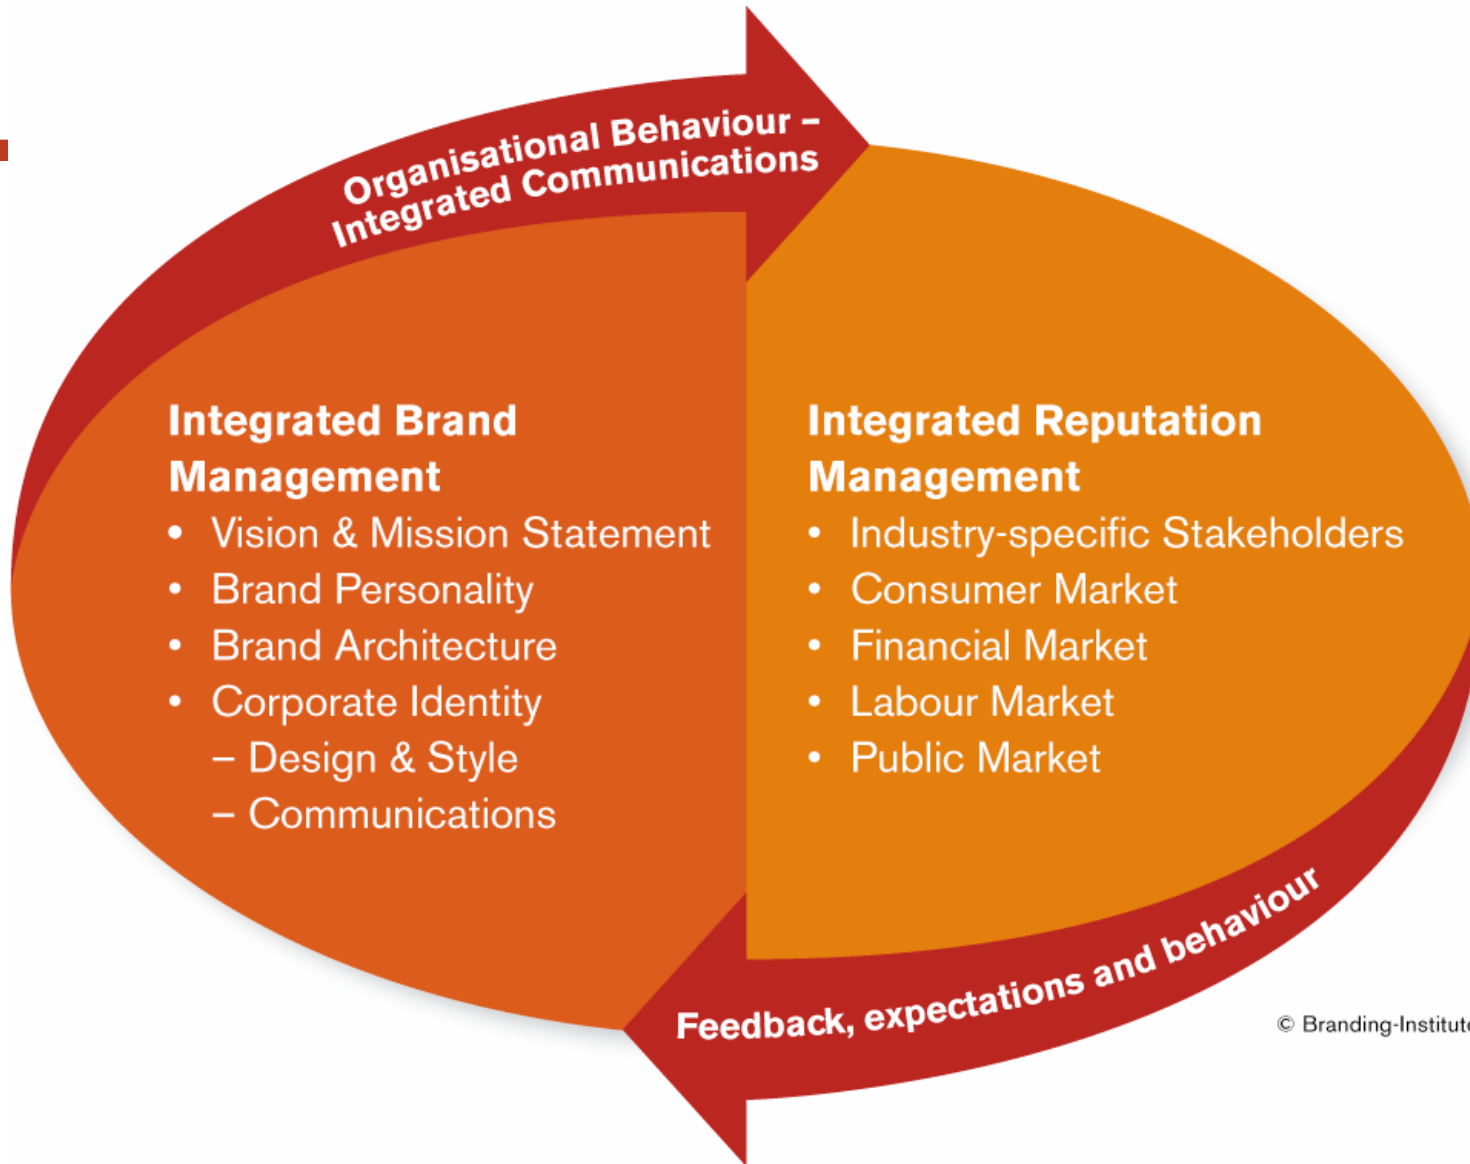 Organisational Behaviour –
Integrated Communications
Integrated Brand
Management
• Vision & Mission Statement
• Brand Personality
• Brand Architecture
• Corporate Identity
– Design & Style
– Communications
Integrated Reputation
Management
• Industry-specific Stakeholders
• Consumer Market
• Financial Market
• Labour Market
• Public Market
Feedback, expectations and behaviour
© Branding-Institute